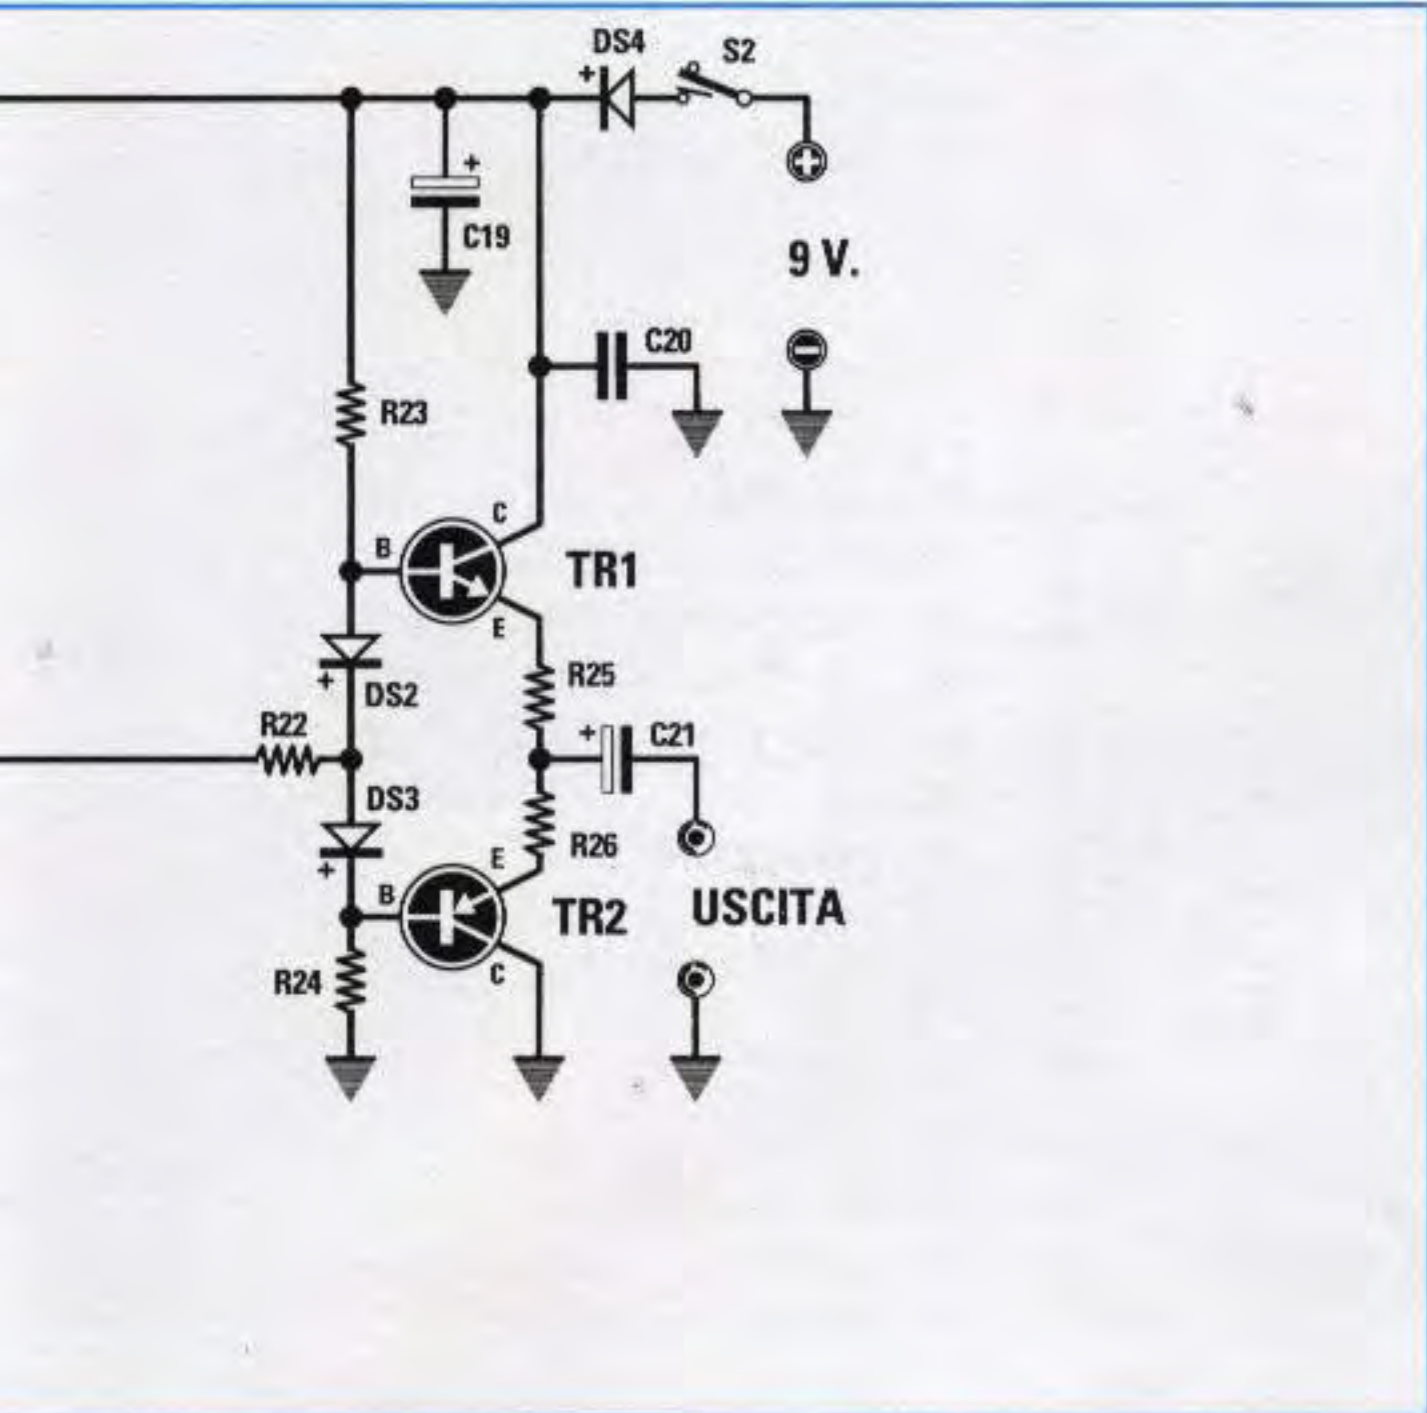 DS4
S2
+
+
C19
9 V.
C20
R23
C
B
TR1
E
R25
+
DS2
R22
+
C21
DS3
R26
+
E
B
TR2
USCITA
R24
C